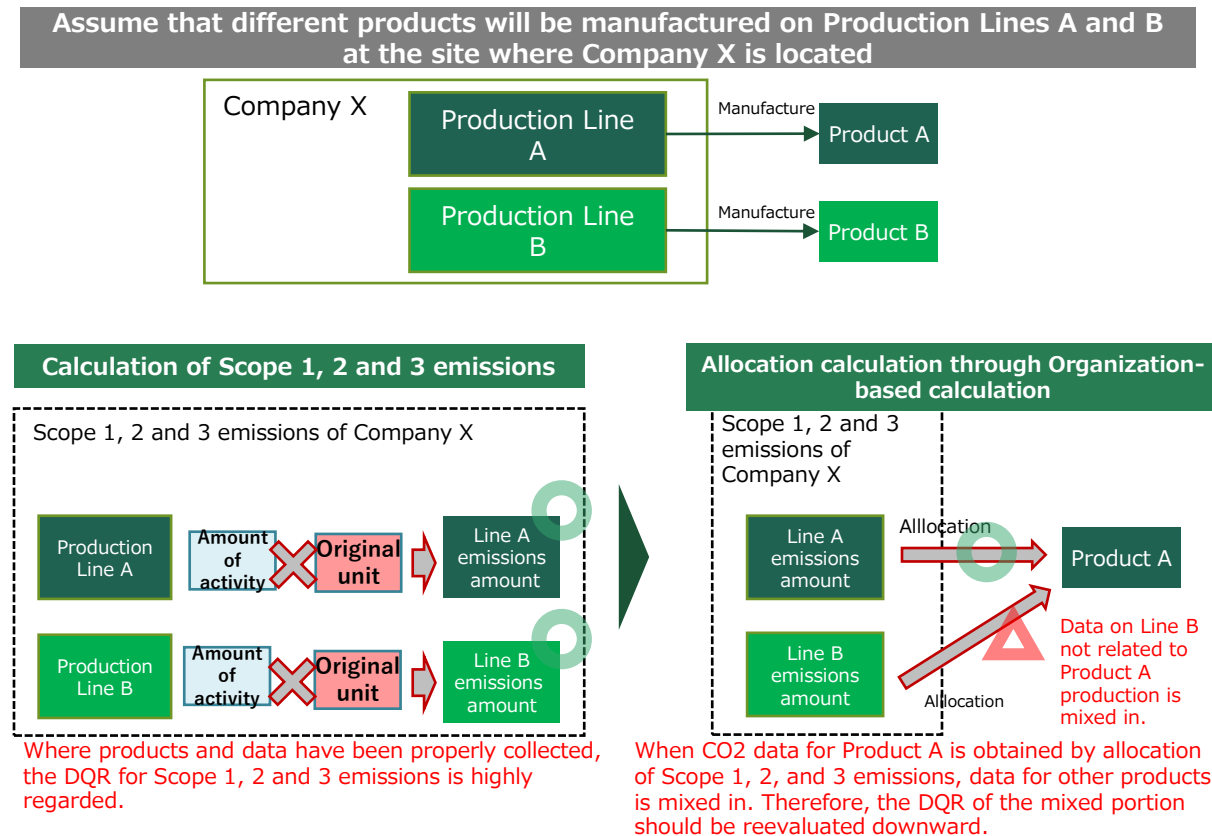 Assume that different products will be manufactured on Production Lines A and B
at the site where Company X is located
Company X
Production Line
A
Manufacture
Product A
Production Line
B
Manufacture
Product B
Calculation of Scope 1, 2 and 3 emissions
Scope 1, 2 and 3 emissions of Company X
Production
Line A
Amount
of
activity
Original
unit
Line A
emissions
amount
Production
Line B
Amount
of
activity
Original
unit
Line B
emissions
amount
Where products and data have been properly collected,
the DQR for Scope 1, 2 and 3 emissions is highly
regarded.
Allocation calculation through Organization-
based calculation
Scope 1, 2 and 3
emissions of
Company X
Line A
emissions
amount
Alllocation
Product A
Line B
emissions
amount
Allocation
Data on Line B
not related to
Product A
production is
mixed in.
When CO2 data for Product A is obtained by allocation
of Scope 1, 2, and 3 emissions, data for other products
is mixed in. Therefore, the DQR of the mixed portion
should be reevaluated downward.